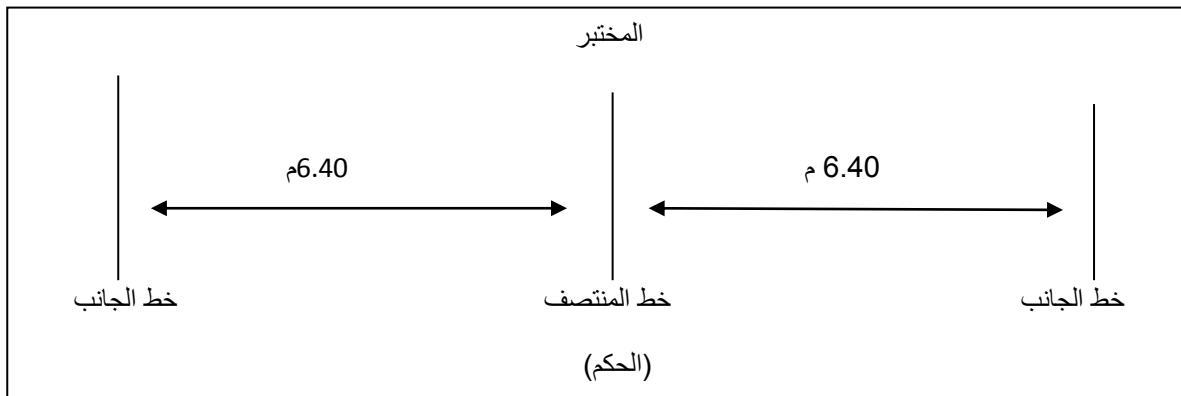 المختبر
6.40 م
6.40م
خط الجانب
خط المنتصف
خط الجانب
(الحكم)